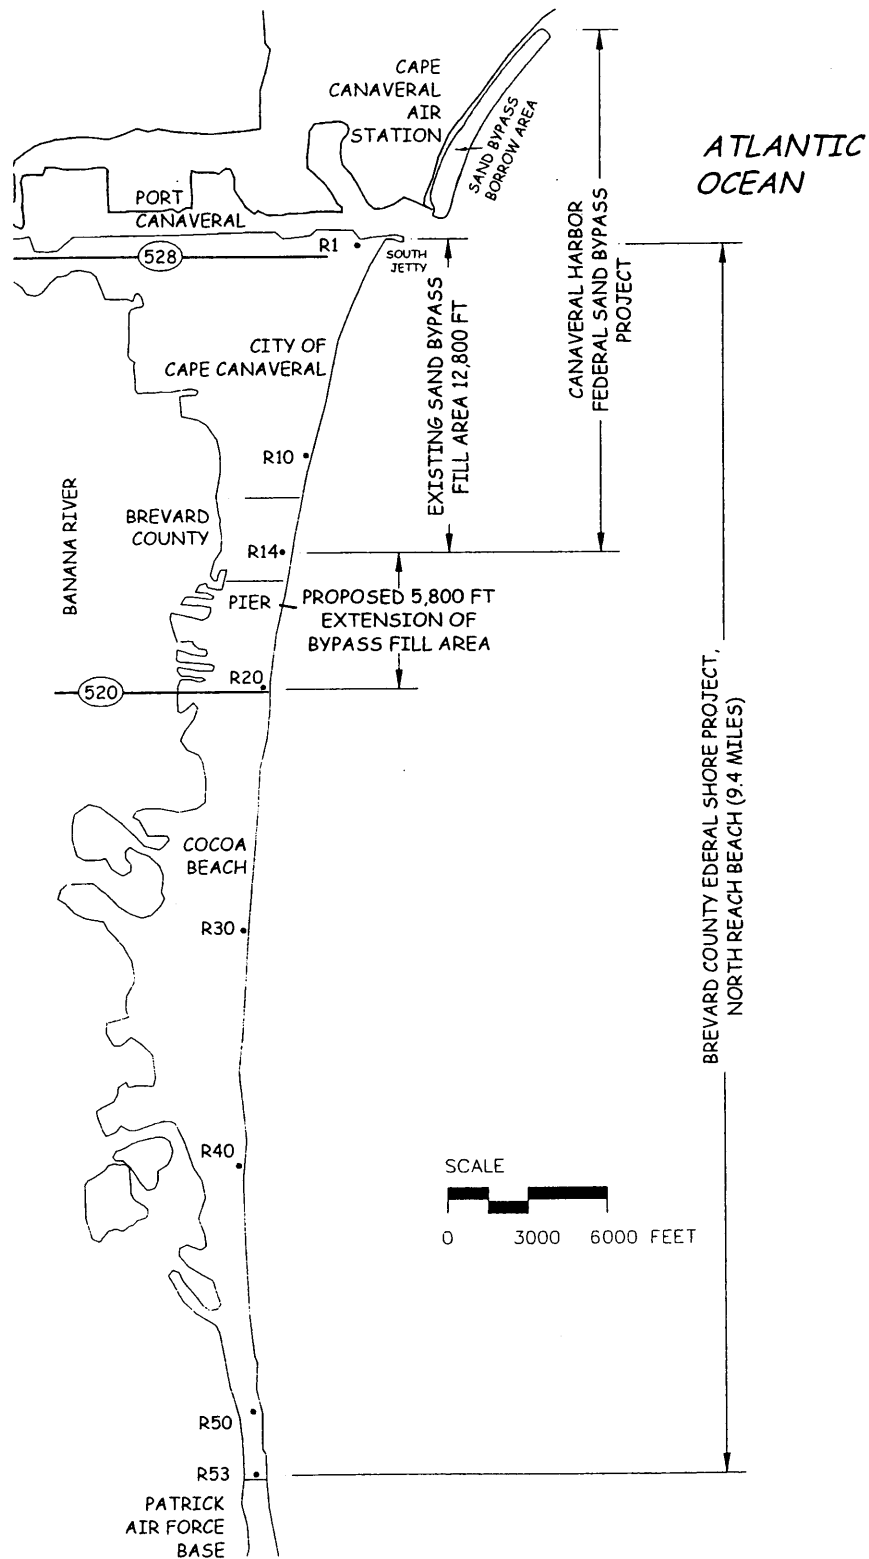 CAPE
CANAVERAL
AIR
STATION
SAND BYPASS
BORROW AREA
ATLANTIC
OCEAN
PORT
CANAVERAL
R1
SOUTH
JETTY
528
CITY OF
CAPE CANAVERAL
EXISTING SAND BYPASS
FILL AREA 12,800 FT
CANAVERAL HARBOR
FEDERAL SAND BYPASS
PROJECT
R10
BANANA RIVER
BREVARD
COUNTY
R14
PIER
PROPOSED 5,800 FT
EXTENSION OF
BYPASS FILL AREA
R20
520
BREVARD COUNTY EDERAL SHORE PROJECT,
NORTH REACH BEACH (9.4 MILES)
COCOA
BEACH
R30
R40
SCALE
0 3000 6000 FEET
R50
R53
PATRICK
AIR FORCE
BASE